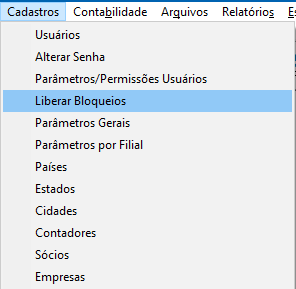 Cadastros Contabilidade Arquivos Relatórios
Usuários
Alterar Senha
Parâmetros/Permissões Usuários
Liberar Bloqueios
Parâmetros Gerais
Parâmetros por Filial
Países
Estados
Cidades
Contadores
Sócios
Empresas